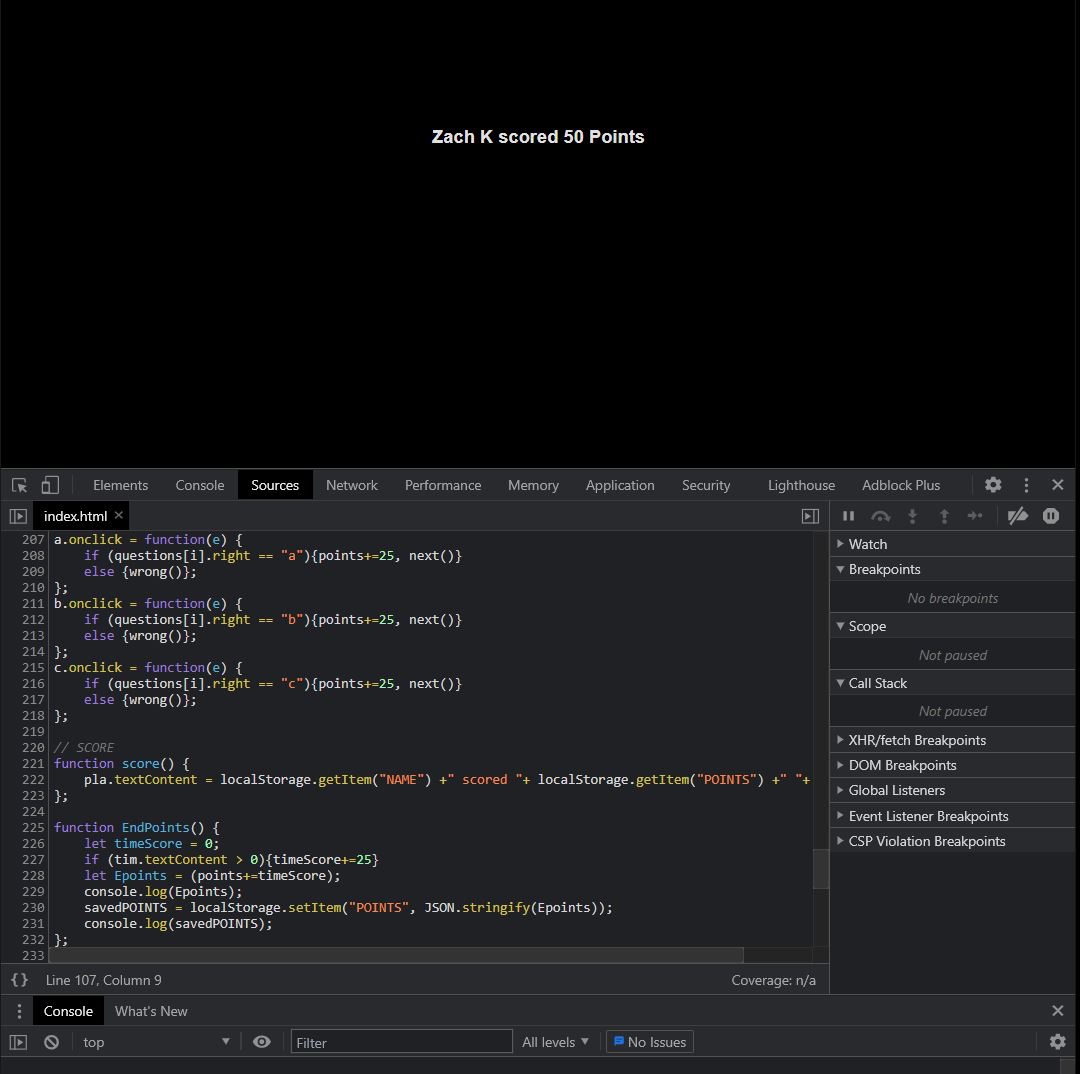 Zach K scored 50 Points
Elements Console Sources Network Performance Memory Application Security Lighthouse Adblock Plus
index.html
207 a.onclick = function(e) {
208     if (questions[i].right == "a"){points+=25, next()}
209     else {wrong()};
210 };
211 b.onclick = function(e) {
212     if (questions[i].right == "b"){points+=25, next()}
213     else {wrong()};
214 };
215 c.onclick = function(e) {
216     if (questions[i].right == "c"){points+=25, next()}
217     else {wrong()};
218 };
219
220 // SCORE
221 function score() {
222     pla.textContent = localStorage.getItem("NAME") +" scored "+ localStorage.getItem("POINTS") +" "+
223 };
224
225 function EndPoints() {
226     let timeScore = 0;
227     if (tim.textContent > 0){timeScore+=25}
228     let Epoints = (points+=timeScore);
229     console.log(Epoints);
230     savedPOINTS = localStorage.setItem("POINTS", JSON.stringify(Epoints));
231     console.log(savedPOINTS);
232 };
233
{} Line 107, Column 9 Coverage: n/a
Watch
Breakpoints
No breakpoints
Scope
Not paused
Call Stack
Not paused
XHR/fetch Breakpoints
DOM Breakpoints
Global Listeners
Event Listener Breakpoints
CSP Violation Breakpoints
Console What's New
top Filter All levels No Issues